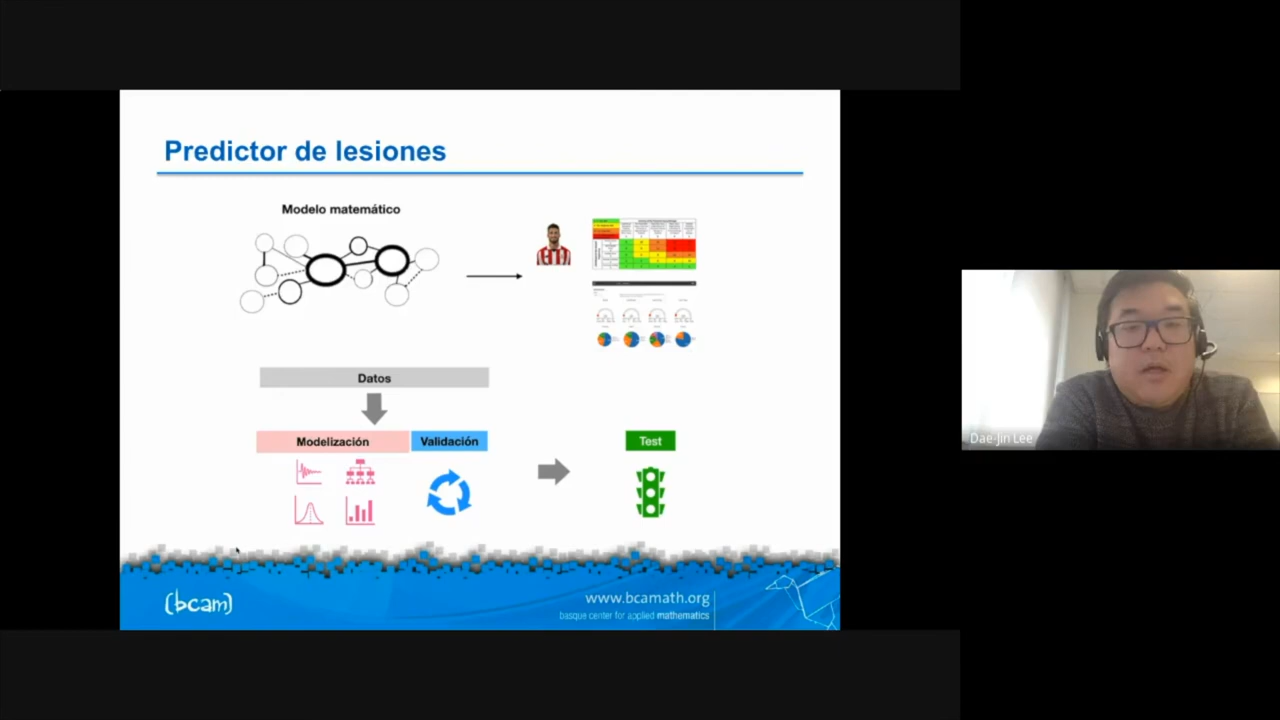 Predictor de lesiones
Modelo matemático
Datos
Modelización
Validación
Test
(bcam)
www.bcamath.org
basque center for applied mathematics
Dae-Jin Lee